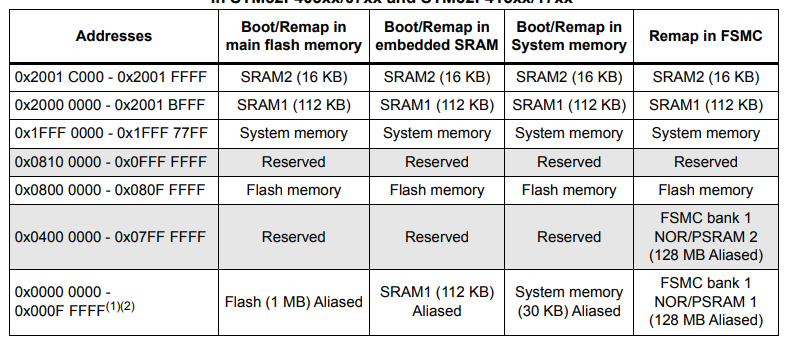 in STM32F405xx/07xx and STM32F415xx/17xx
Addresses
Boot/Remap in
main flash memory
Boot/Remap in
embedded SRAM
Boot/Remap in
System memory
Remap in FSMC
0x2001 C000 - 0x2001 FFFF SRAM2 (16 KB) SRAM2 (16 KB) SRAM2 (16 KB) SRAM2 (16 KB)
0x2000 0000 - 0x2001 BFFF SRAM1 (112 KB) SRAM1 (112 KB) SRAM1 (112 KB) SRAM1 (112 KB)
0x1FFF 0000 - 0x1FFF 77FF System memory System memory System memory System memory
0x0810 0000 - 0x0FFF FFFF Reserved Reserved Reserved Reserved
0x0800 0000 - 0x080F FFFF Flash memory Flash memory Flash memory Flash memory
0x0400 0000 - 0x07FF FFFF Reserved Reserved Reserved
FSMC bank 1
NOR/PSRAM 2
(128 MB Aliased)
0x0000 0000 -
0x000F FFFF(1)(2)
Flash (1 MB) Aliased
SRAM1 (112 KB)
Aliased
System memory
(30 KB) Aliased
FSMC bank 1
NOR/PSRAM 1
(128 MB Aliased)